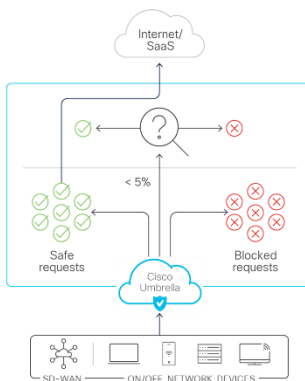 Internet/
SaaS
?
< 5%
Safe
requests
Blocked
requests
Cisco
Umbrella
SD-WAN
ON/OFF NETWORK DEVICES